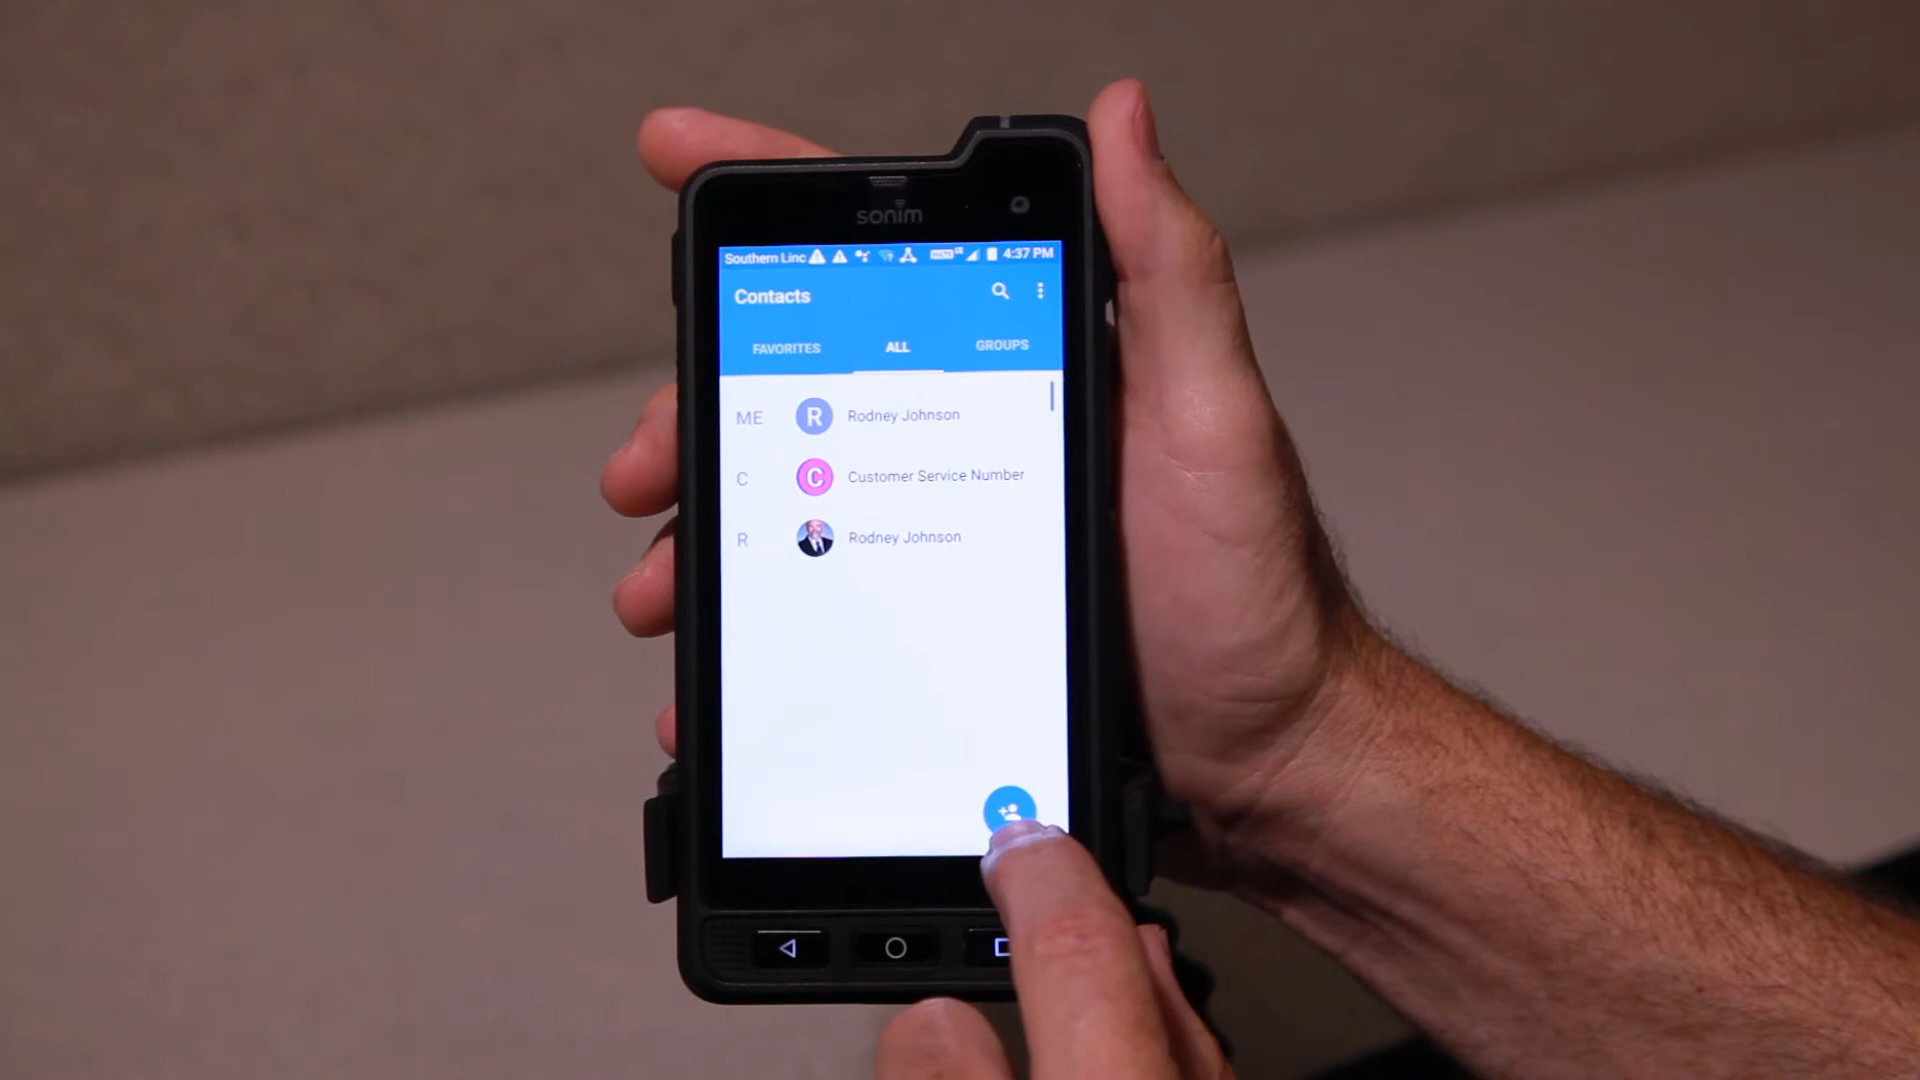 sonim
Southern Linc 4:37 PM
Contacts
FAVORITES ALL GROUPS
ME R Rodney Johnson
C C Customer Service Number
R Rodney Johnson